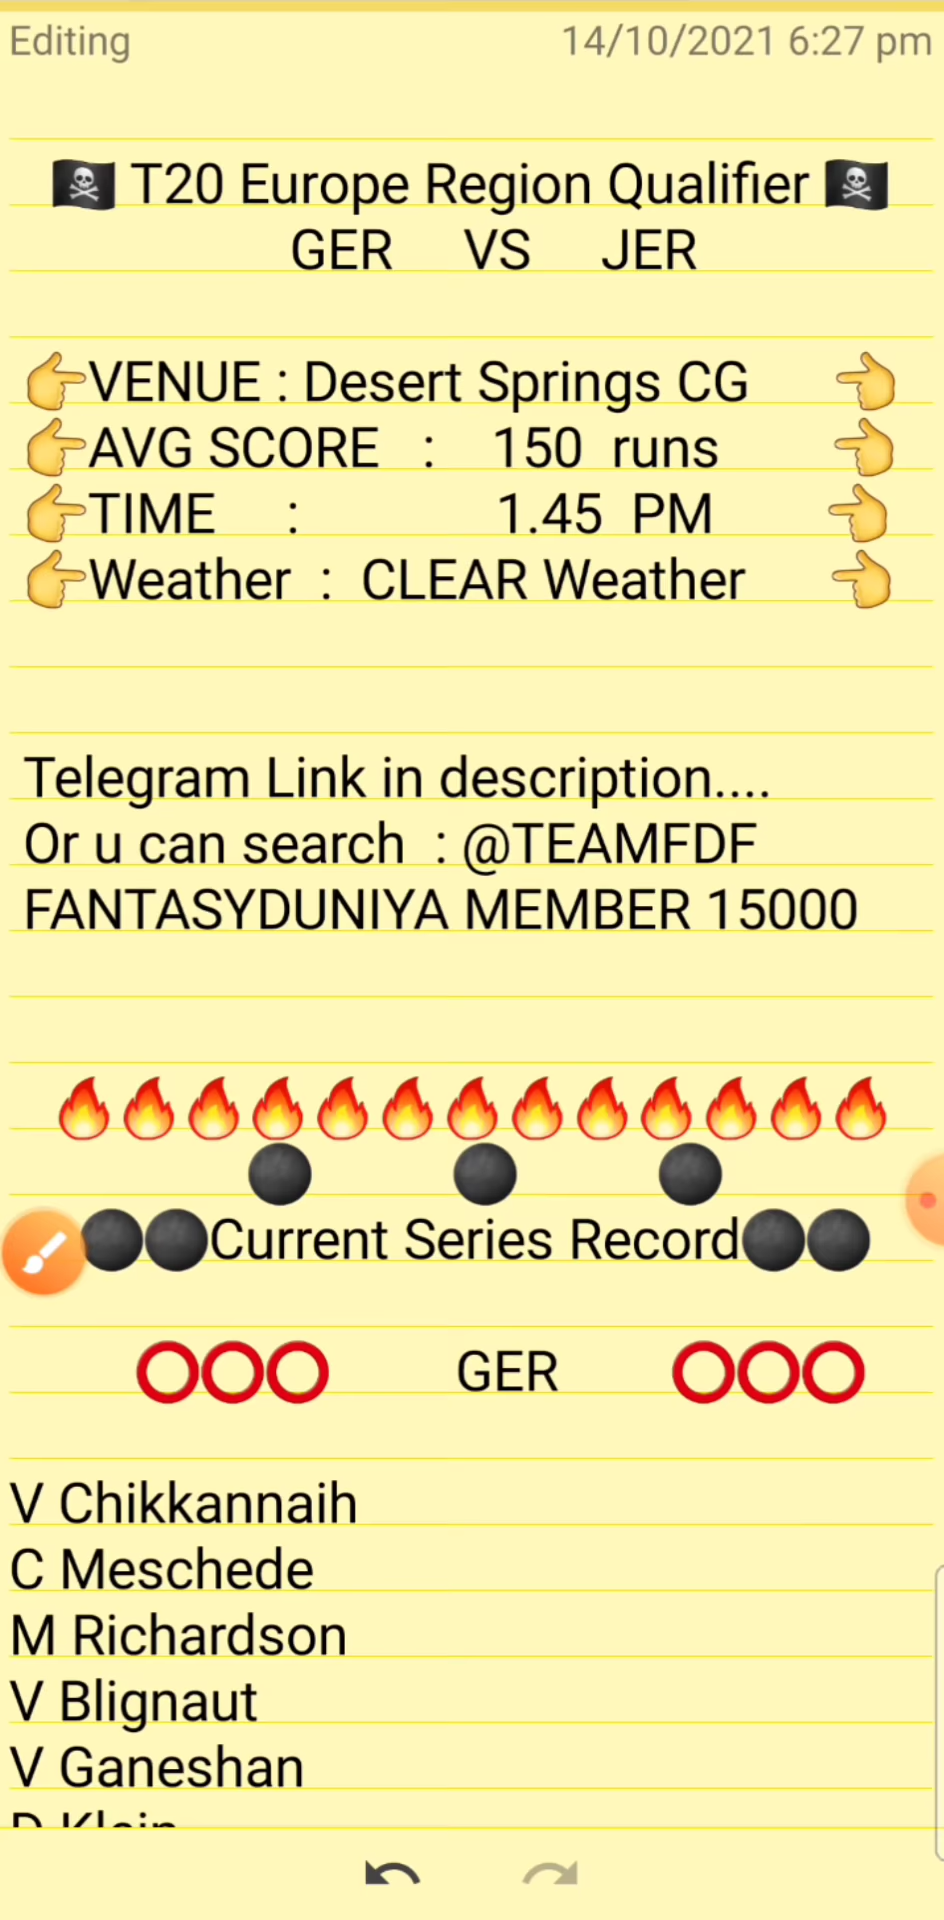 Editing 14/10/2021 6:27 pm
🏴‍☠️ T20 Europe Region Qualifier 🏴‍☠️
GER VS JER
👉VENUE : Desert Springs CG 👈
👉AVG SCORE : 150 runs 👈
👉TIME : 1.45 PM 👈
👉Weather : CLEAR Weather 👈
Telegram Link in description....
Or u can search : @TEAMFDF
FANTASYDUNIYA MEMBER 15000
🔥🔥🔥🔥🔥🔥🔥🔥🔥🔥🔥🔥🔥
⚫ ⚫ ⚫
⚫⚫Current Series Record⚫⚫
⭕⭕⭕ GER ⭕⭕⭕
V Chikkannaih
C Meschede
M Richardson
V Blignaut
V Ganeshan
D Klein